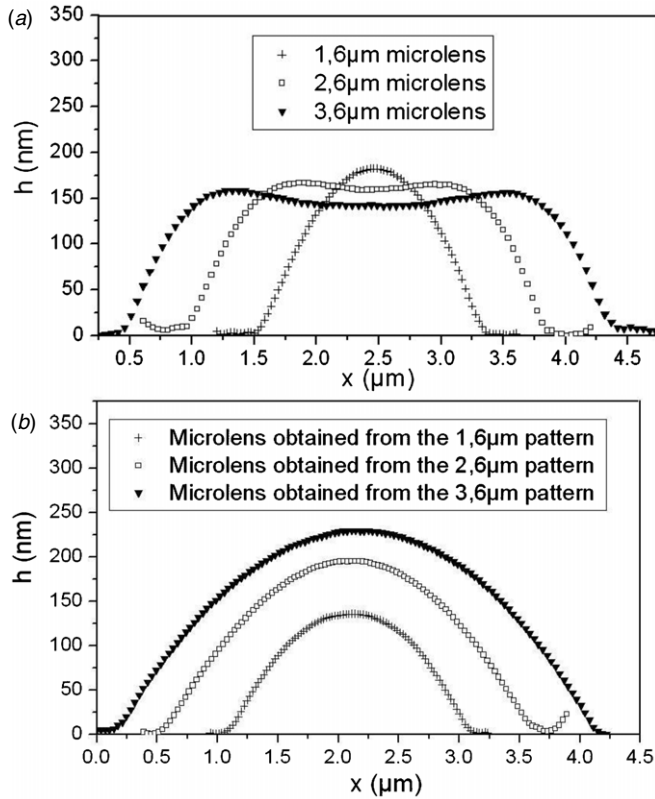 (a)
350
300
250
200
150
100
50
0
h (nm)
1,6µm microlens
2,6µm microlens
3,6µm microlens
0.5 1.0 1.5 2.0 2.5 3.0 3.5 4.0 4.5
x (µm)
(b)
350
300
250
200
150
100
50
0
h (nm)
Microlens obtained from the 1,6µm pattern
Microlens obtained from the 2,6µm pattern
Microlens obtained from the 3,6µm pattern
0.0 0.5 1.0 1.5 2.0 2.5 3.0 3.5 4.0 4.5
x (µm)